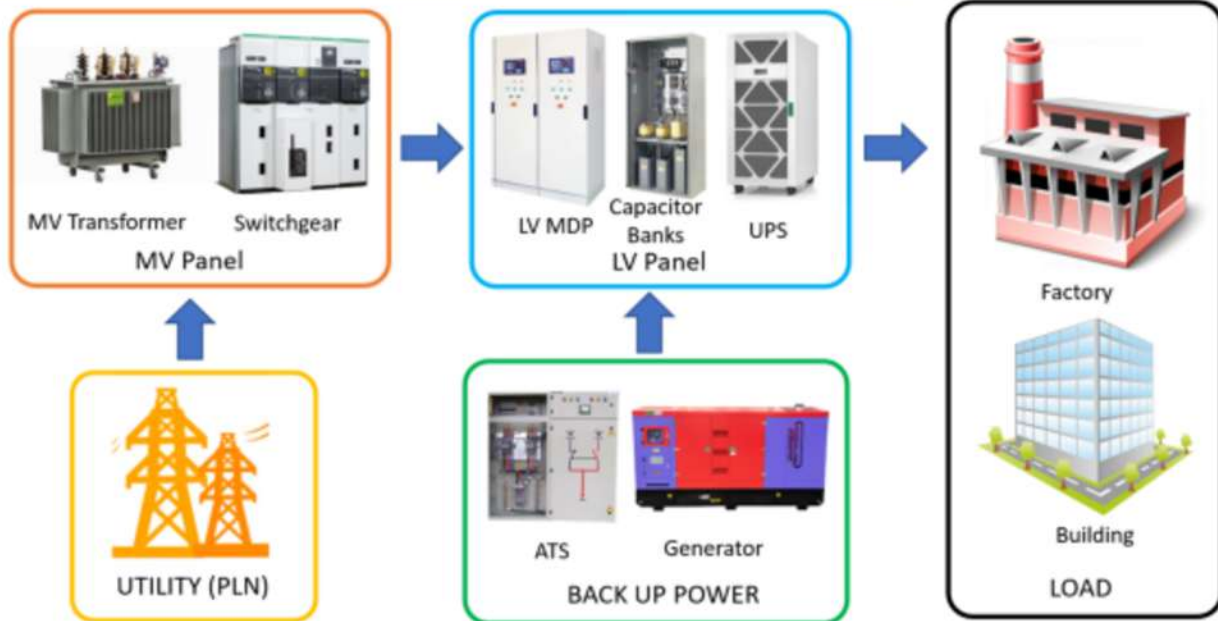 MV Transformer
Switchgear
MV Panel
LV MDP
Capacitor
Banks
UPS
LV Panel
Factory
Building
LOAD
UTILITY (PLN)
ATS
Generator
BACK UP POWER